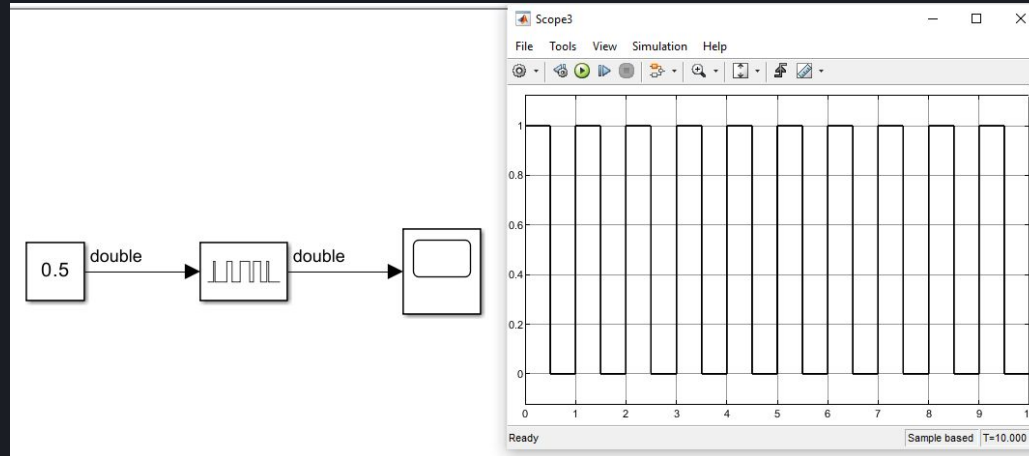 Scope3
File Tools View Simulation Help
0.5
double
double
1
0.8
0.6
0.4
0.2
0
0 1 2 3 4 5 6 7 8 9 1
Ready
Sample based T=10.000